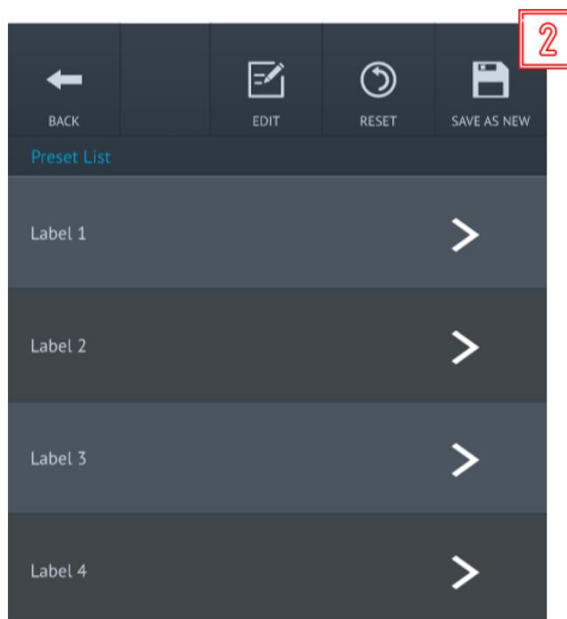 2
BACK EDIT RESET SAVE AS NEW
Preset List
Label 1
Label 2
Label 3
Label 4